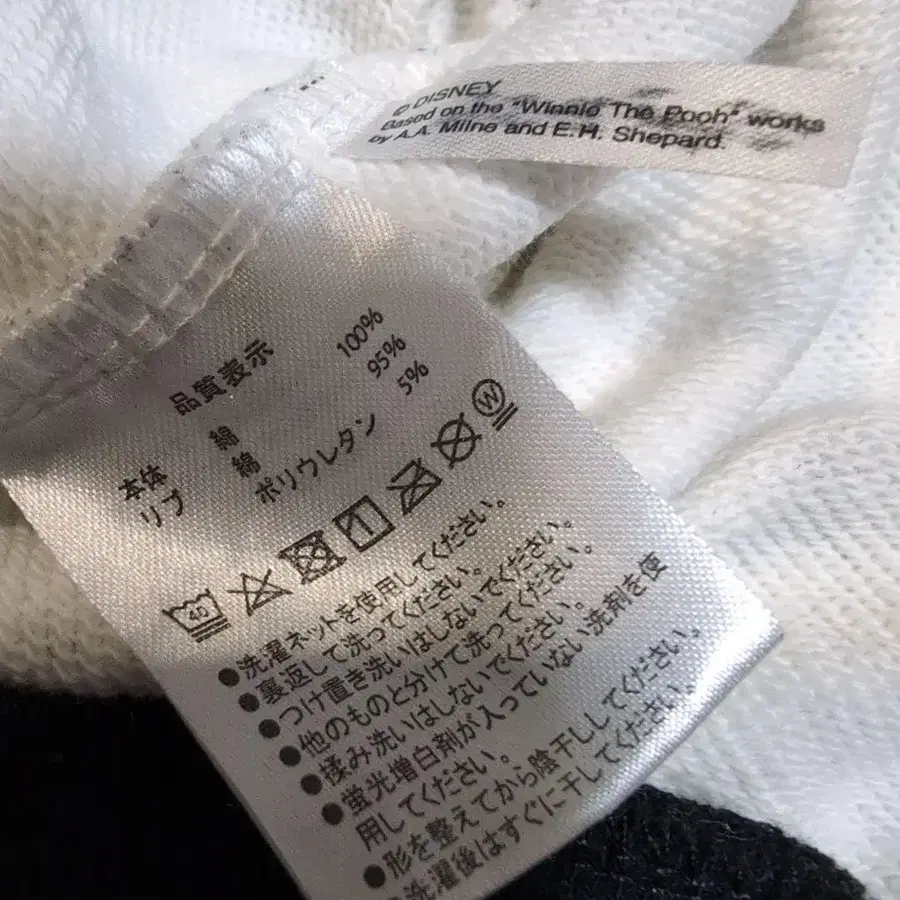 © DISNEY
Based on the "Winnie The Pooh" works
by A.A. Milne and E.H. Shepard.
品質表示
本体 綿 100%
リブ 綿 95%
ポリウレタン 5%
40 W
●洗濯ネットを使用してください。
●裏返して洗ってください。
●つけ置き洗いはしないでください。
●他のものと分けて洗ってください。
●揉み洗いはしないでください。
●蛍光増白剤が入っていない洗剤を使
用してください。
●形を整えてから陰干ししてください。
●洗濯後はすぐに干してください。